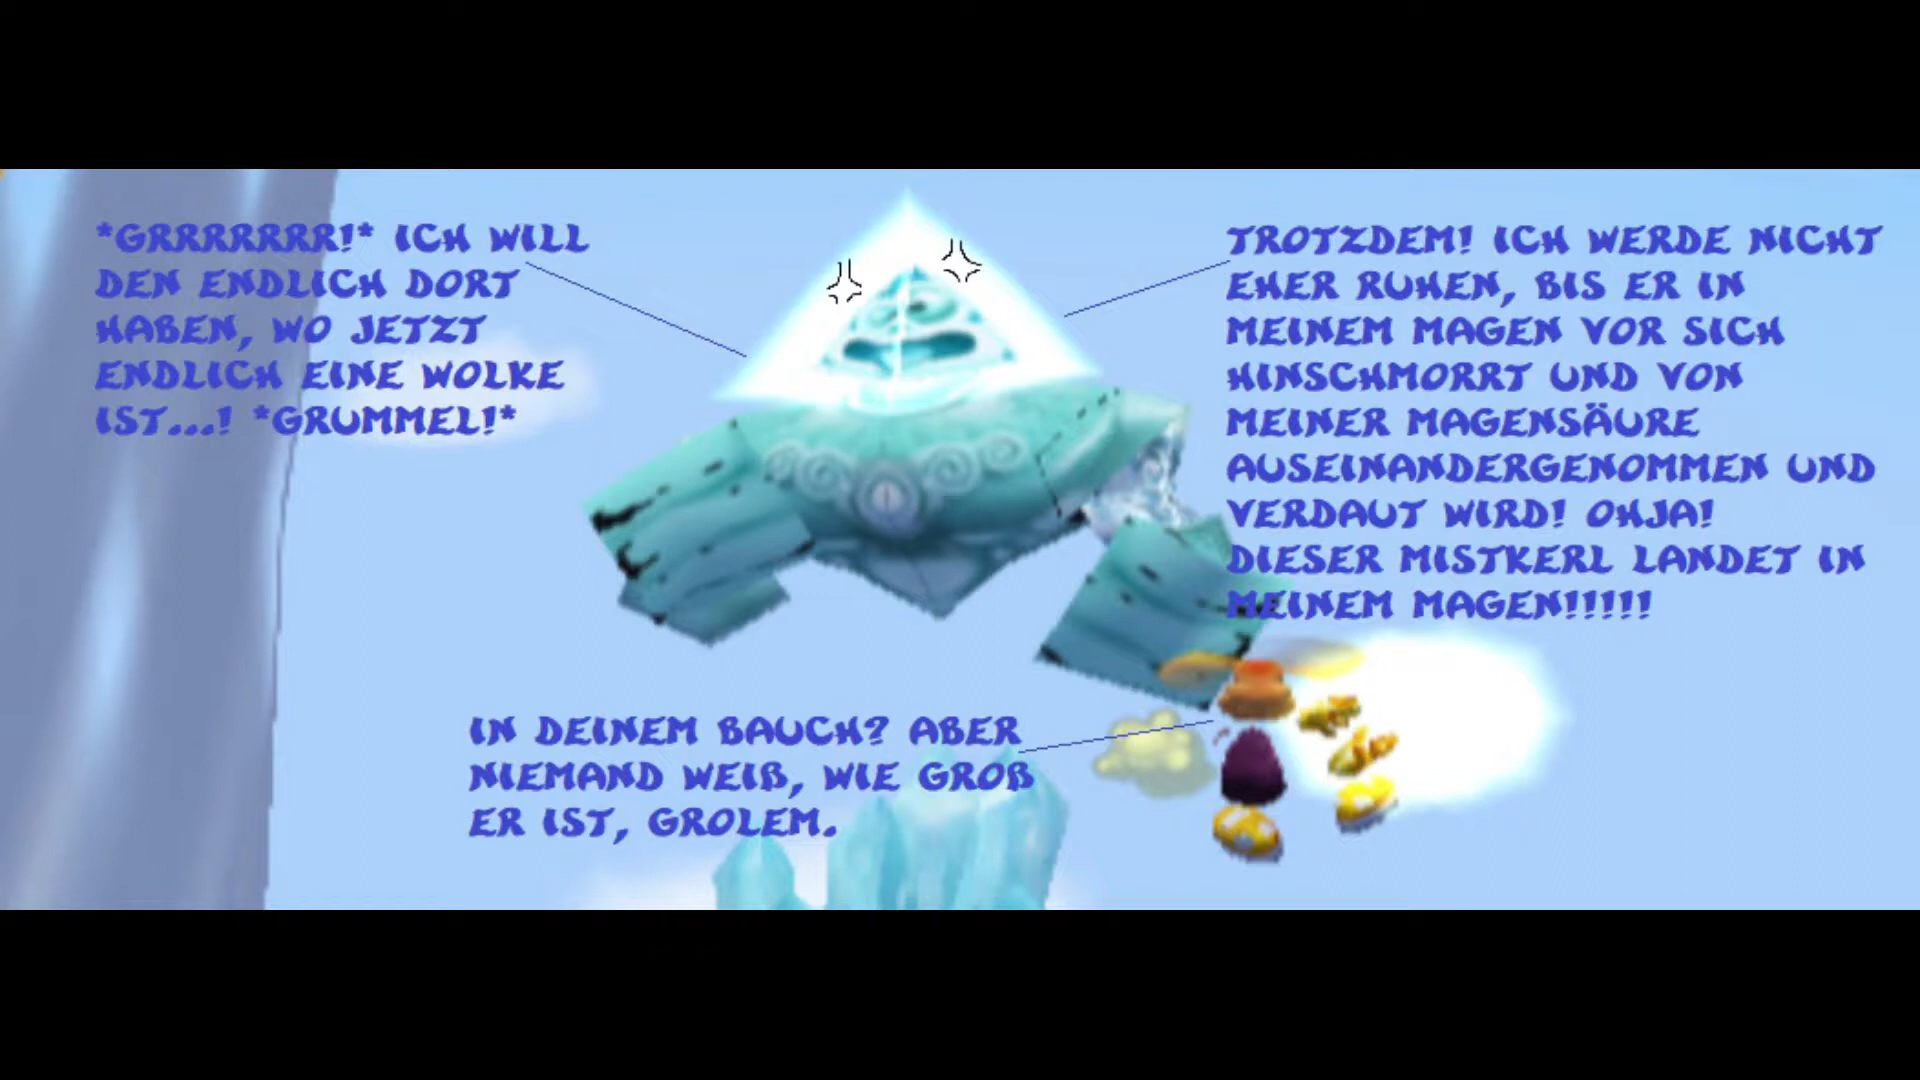 *GRRRRRRR!* ICH WILL
DEN ENDLICH DORT
HABEN, WO JETZT
ENDLICH EINE WOLKE
IST...! *GRUMMEL!*
IN DEINEM BAUCH? ABER
NIEMAND WEIß, WIE GROß
ER IST, GROLEM.
TROTZDEM! ICH WERDE NICHT
EHER RUHEN, BIS ER IN
MEINEM MAGEN VOR SICH
HINSCHMORRT UND VON
MEINER MAGENSÄURE
AUSEINANDERGENOMMEN UND
VERDAUT WIRD! OHJA!
DIESER MISTKERL LANDET IN
MEINEM MAGEN!!!!!